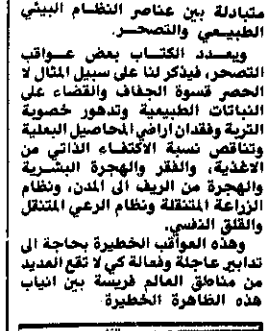 متبادلة بين عناصر النظام البيئي
الطبيعي والتصحر.
ويعدد الكتاب بعض عواقب
التصحر، فيذكر لنا على سبيل المثال لا
الحصر قسوة الجفاف والقضاء على
النباتات الطبيعية وتدهور خصوبة
التربة وفقدان اراضي المحاصيل البعلية
وتناقص نسبة الاكتفاء الذاتي من
الاغذية، والفقر والهجرة البشرية
والهجرة من الريف الى المدن، ونظام
الزراعة المتنقلة ونظام الرعي المتنقل
والقلق النفسي.
وهذه العواقب الخطيرة بحاجة الى
تدابير عاجلة وفعالة كي لا تقع العديد
من مناطق العالم فريسة بين انياب
هذه الظاهرة الخطيرة